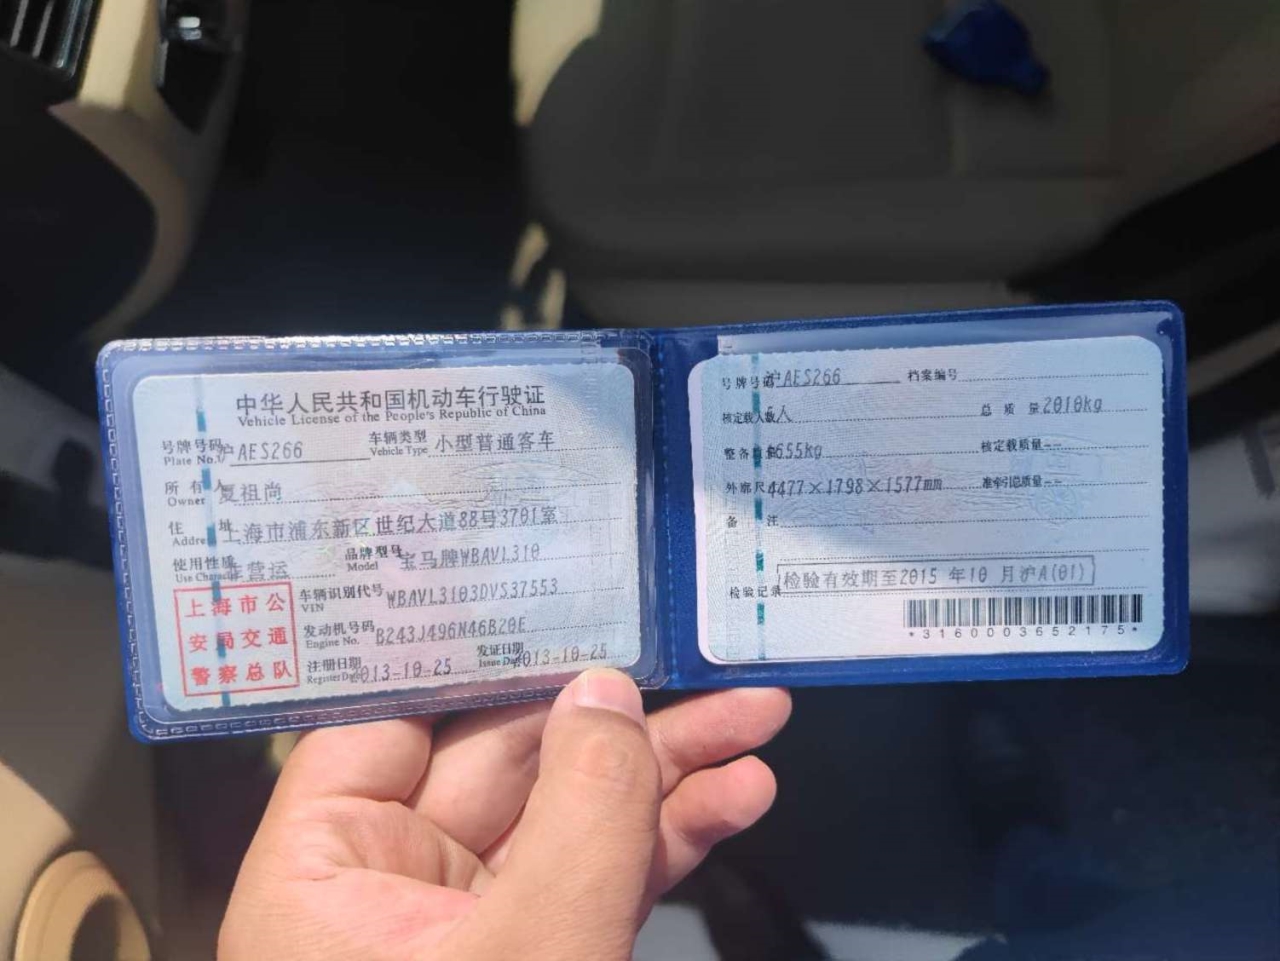 中华人民共和国机动车行驶证
Vehicle License of the People's Republic of China
号牌号码 沪AES266 车辆类型 小型普通客车
Plate No. Vehicle Type
所有人 夏祖尚
Owner
住址 上海市浦东新区世纪大道88号3701室
Address
使用性质 非营运 品牌型号 宝马牌WBAVL310
Use Character Model
上海市公
安局交通
警察总队
车辆识别代号 WBAVL3103DVS37553
VIN
发动机号码 B243J496N46B20E
Engine No.
注册日期 2013-10-25 发证日期 2013-10-25
Register Date Issue Date
号牌号码 沪AES266 档案编号
核定载人数 5人 总质量 2010kg
整备质量 1655kg 核定载质量 --
外廓尺寸 4477×1798×1577mm 准牵引总质量 --
备注
检验记录 检验有效期至2015年10月沪A(01)
*3160003652175*